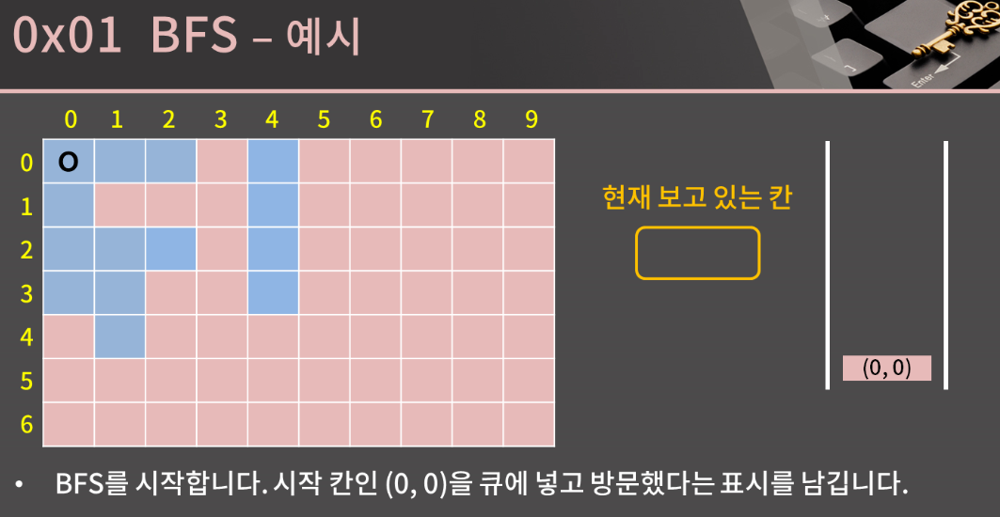 0x01 BFS – 예시
0 1 2 3 4 5 6 7 8 9
0 O
1
2
3
4
5
6
현재 보고 있는 칸
(0, 0)
Enter
• BFS를 시작합니다. 시작 칸인 (0, 0)을 큐에 넣고 방문했다는 표시를 남깁니다.